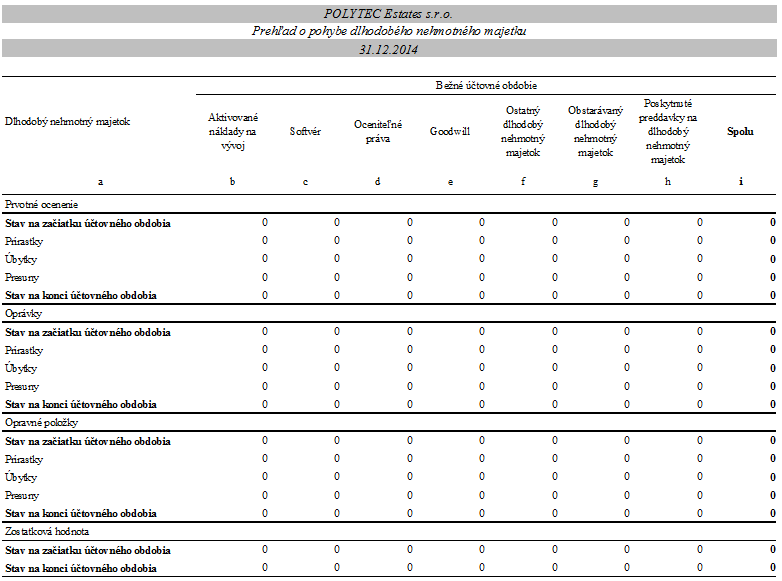 POLYTEC Estates s.r.o.
Prehľad o pohybe dlhodobého nehmotného majetku
31.12.2014
Bežné účtovné obdobie
Dlhodobý nehmotný majetok | Aktivované náklady na vývoj | Softvér | Oceniteľné práva | Goodwill | Ostatný dlhodobý nehmotný majetok | Obstarávaný dlhodobý nehmotný majetok | Poskytnuté preddavky na dlhodobý nehmotný majetok | Spolu
a b c d e f g h i
Prvotné ocenenie
Stav na začiatku účtovného obdobia 0 0 0 0 0 0 0 0
Prírastky 0 0 0 0 0 0 0 0
Úbytky 0 0 0 0 0 0 0 0
Presuny 0 0 0 0 0 0 0 0
Stav na konci účtovného obdobia 0 0 0 0 0 0 0 0
Oprávky
Stav na začiatku účtovného obdobia 0 0 0 0 0 0 0 0
Prírastky 0 0 0 0 0 0 0 0
Úbytky 0 0 0 0 0 0 0 0
Presuny 0 0 0 0 0 0 0 0
Stav na konci účtovného obdobia 0 0 0 0 0 0 0 0
Opravné položky
Stav na začiatku účtovného obdobia 0 0 0 0 0 0 0 0
Prírastky 0 0 0 0 0 0 0 0
Úbytky 0 0 0 0 0 0 0 0
Presuny 0 0 0 0 0 0 0 0
Stav na konci účtovného obdobia 0 0 0 0 0 0 0 0
Zostatková hodnota
Stav na začiatku účtovného obdobia 0 0 0 0 0 0 0 0
Stav na konci účtovného obdobia 0 0 0 0 0 0 0 0